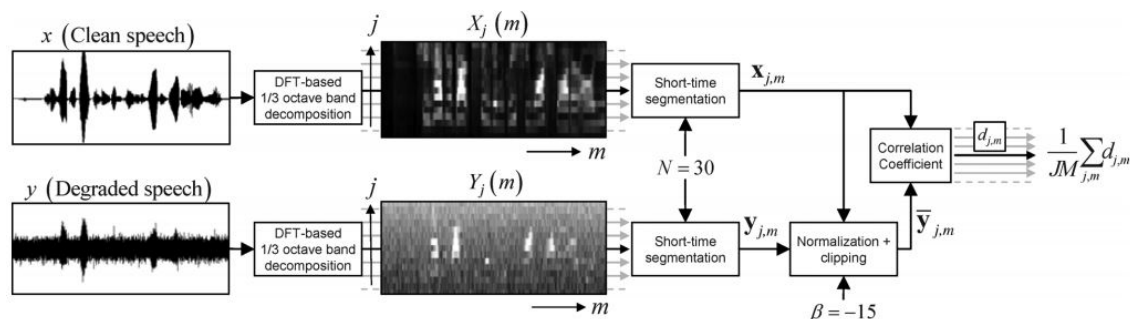 x (Clean speech)
j
X_j (m)
DFT-based
1/3 octave band
decomposition
m
Short-time
segmentation
x_{j,m}
N = 30
y (Degraded speech)
j
Y_j (m)
DFT-based
1/3 octave band
decomposition
m
Short-time
segmentation
y_{j,m}
Normalization +
clipping
β = −15
ȳ_{j,m}
Correlation
Coefficient
d_{j,m}
1/JM ∑_{j,m} d_{j,m}